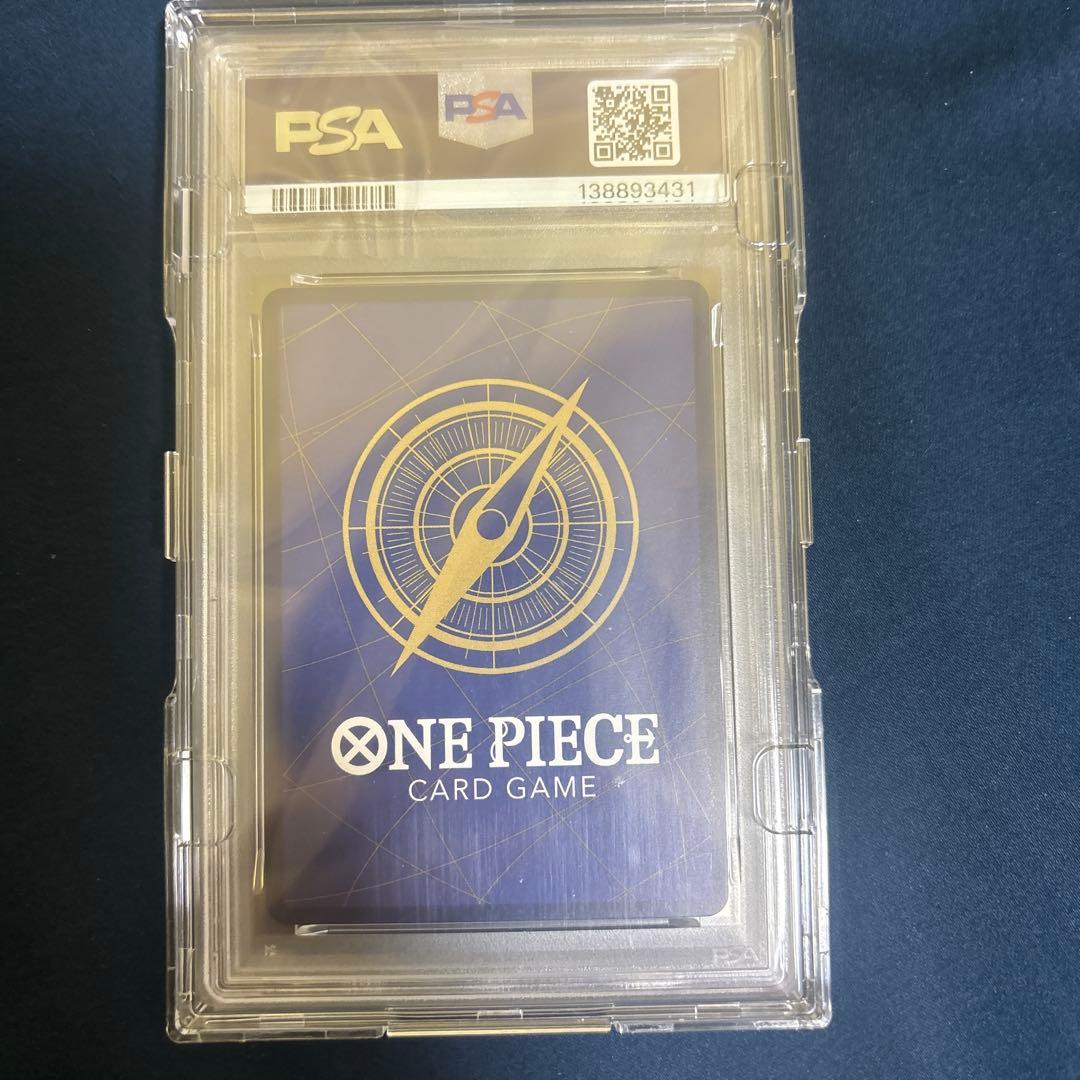 PSA
PSA
138893431
ONE PIECE
CARD GAME
PSA